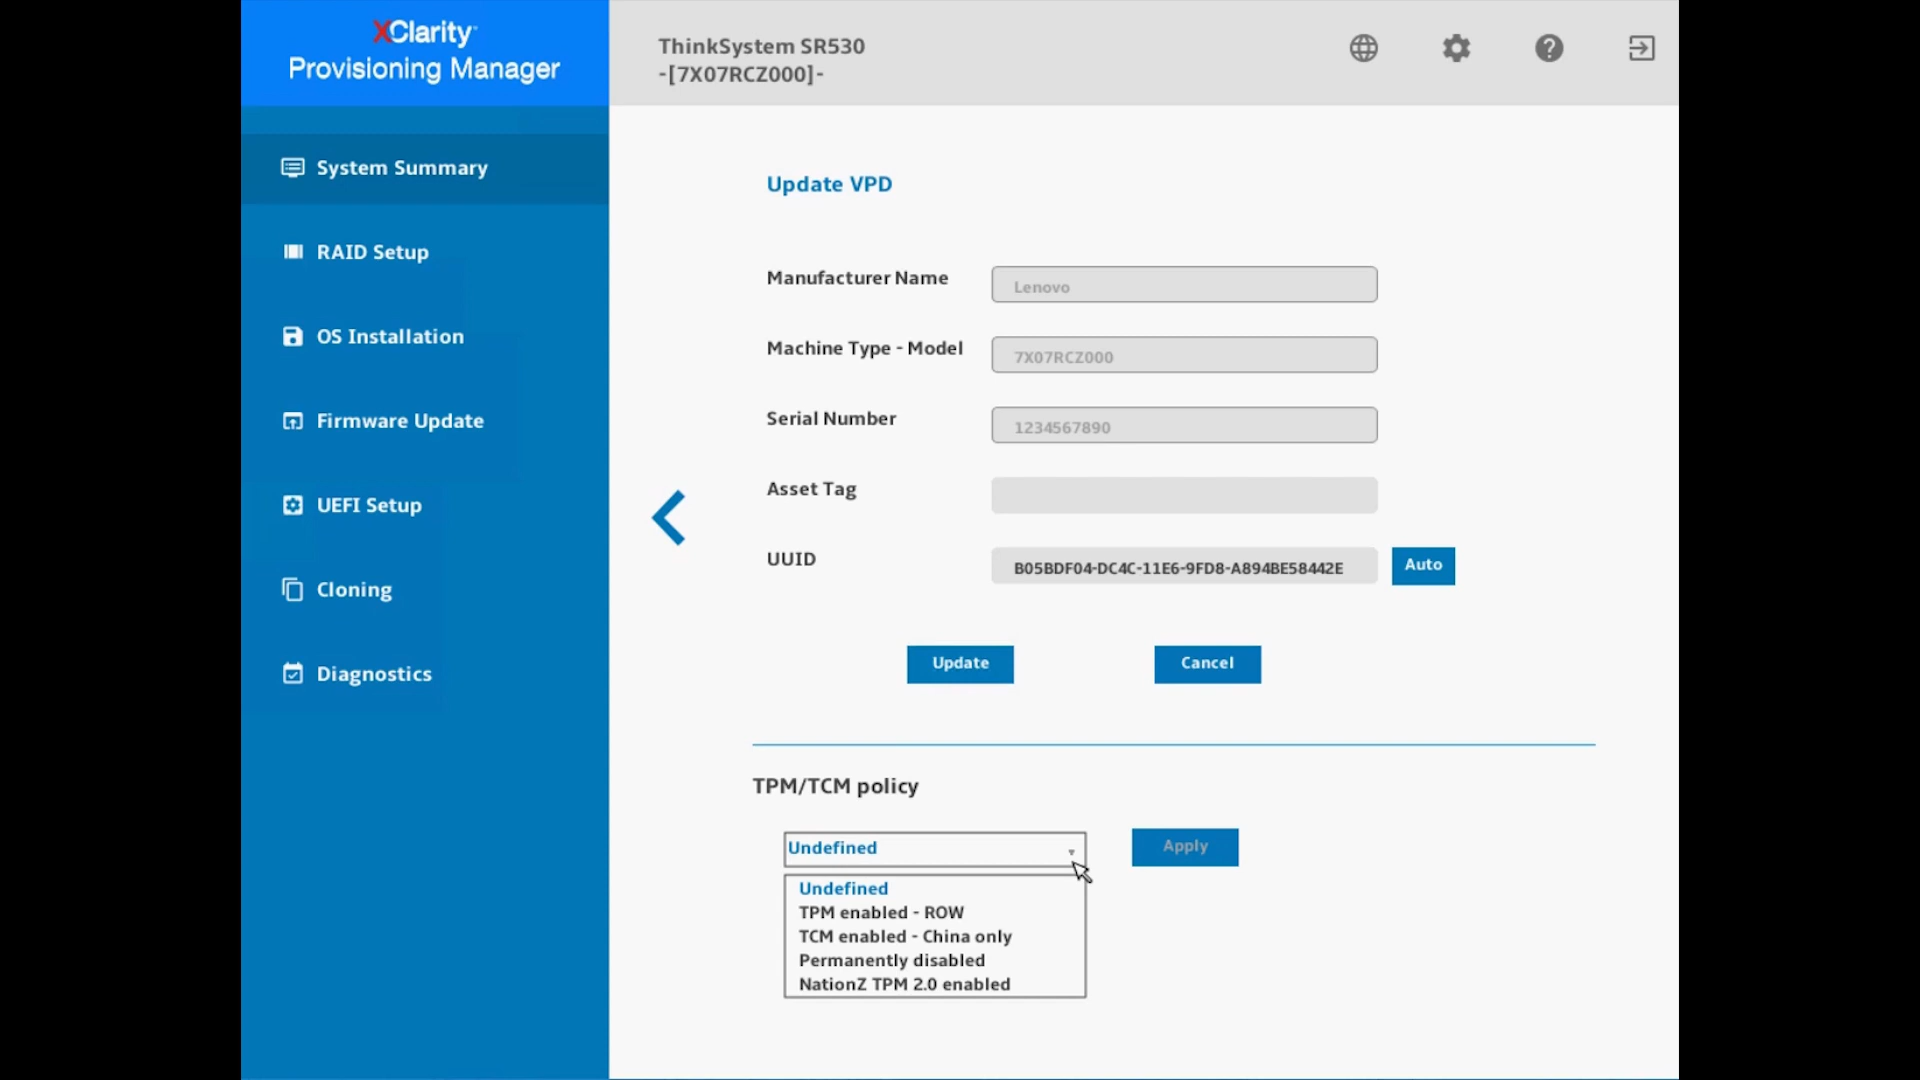 XClarity
Provisioning Manager
ThinkSystem SR530
-[7X07RCZ000]-
System Summary
RAID Setup
OS Installation
Firmware Update
UEFI Setup
Cloning
Diagnostics
Update VPD
Manufacturer Name
Lenovo
Machine Type - Model
7X07RCZ000
Serial Number
1234567890
Asset Tag
UUID
B05BDF04-DC4C-11E6-9FD8-A894BE58442E
Auto
Update
Cancel
TPM/TCM policy
Undefined
Apply
Undefined
TPM enabled - ROW
TCM enabled - China only
Permanently disabled
NationZ TPM 2.0 enabled